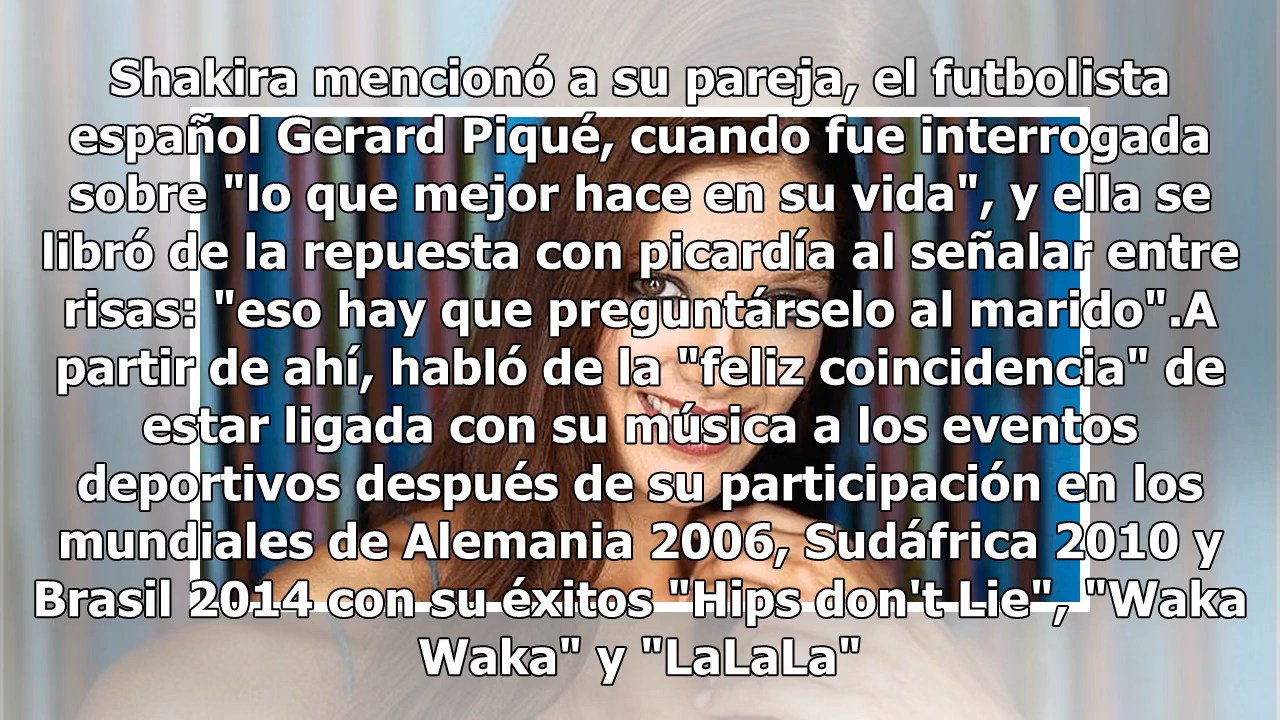 Shakira mencionó a su pareja, el futbolista
español Gerard Piqué, cuando fue interrogada
sobre "lo que mejor hace en su vida", y ella se
libró de la repuesta con picardía al señalar entre
risas: "eso hay que preguntárselo al marido".A
partir de ahí, habló de la "feliz coincidencia" de
estar ligada con su música a los eventos
deportivos después de su participación en los
mundiales de Alemania 2006, Sudáfrica 2010 y
Brasil 2014 con su éxitos "Hips don't Lie", "Waka
Waka" y "LaLaLa"